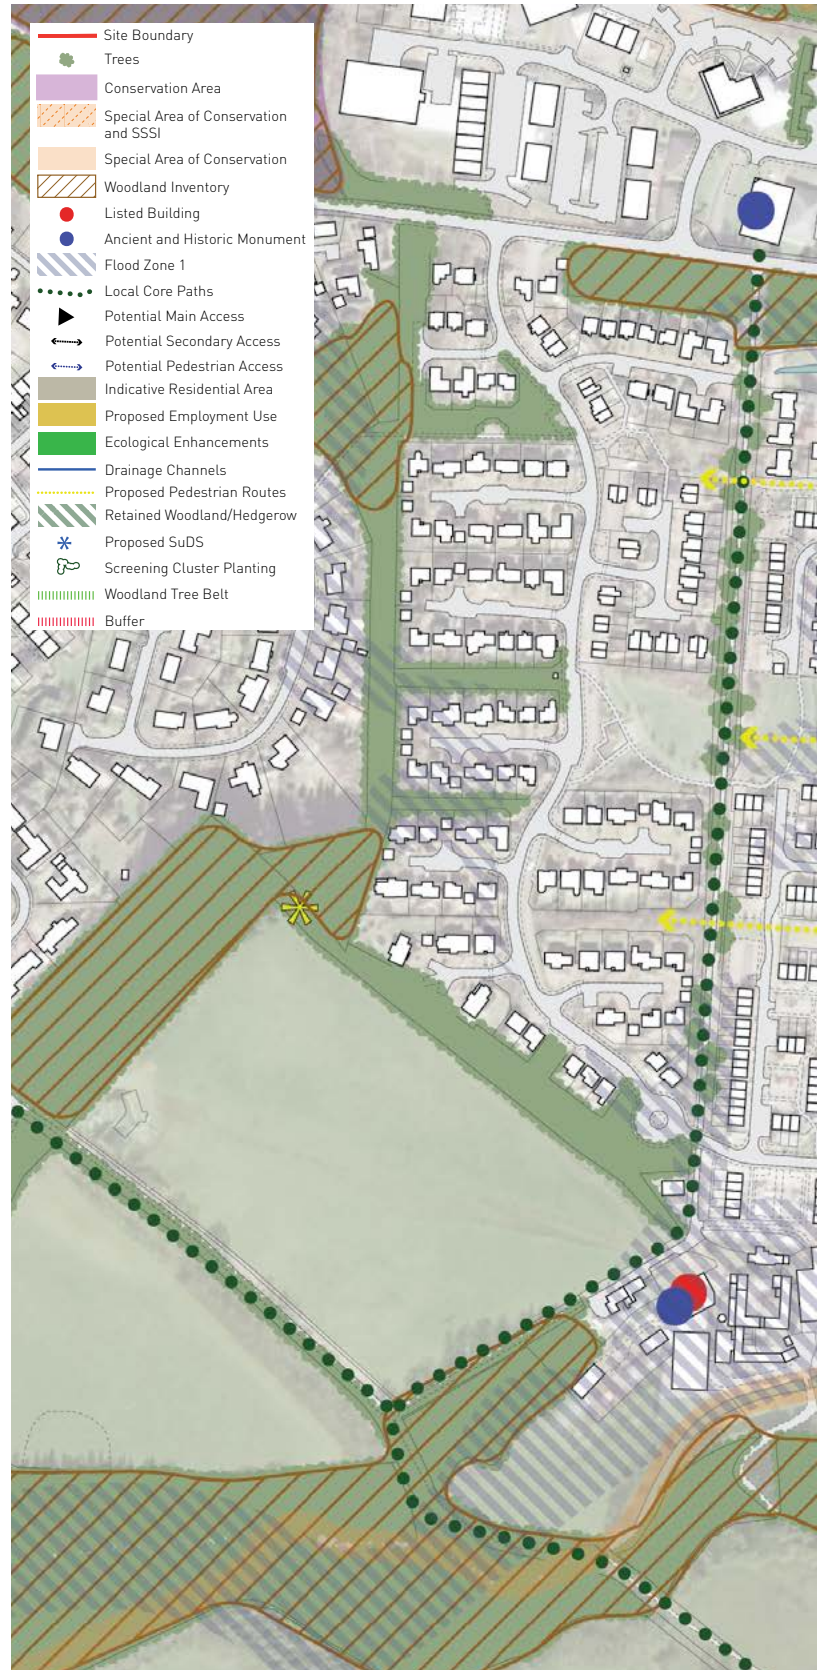 Site Boundary
Trees
Conservation Area
Special Area of Conservation
and SSSI
Special Area of Conservation
Woodland Inventory
Listed Building
Ancient and Historic Monument
Flood Zone 1
Local Core Paths
Potential Main Access
Potential Secondary Access
Potential Pedestrian Access
Indicative Residential Area
Proposed Employment Use
Ecological Enhancements
Drainage Channels
Proposed Pedestrian Routes
Retained Woodland/Hedgerow
Proposed SuDS
Screening Cluster Planting
Woodland Tree Belt
Buffer